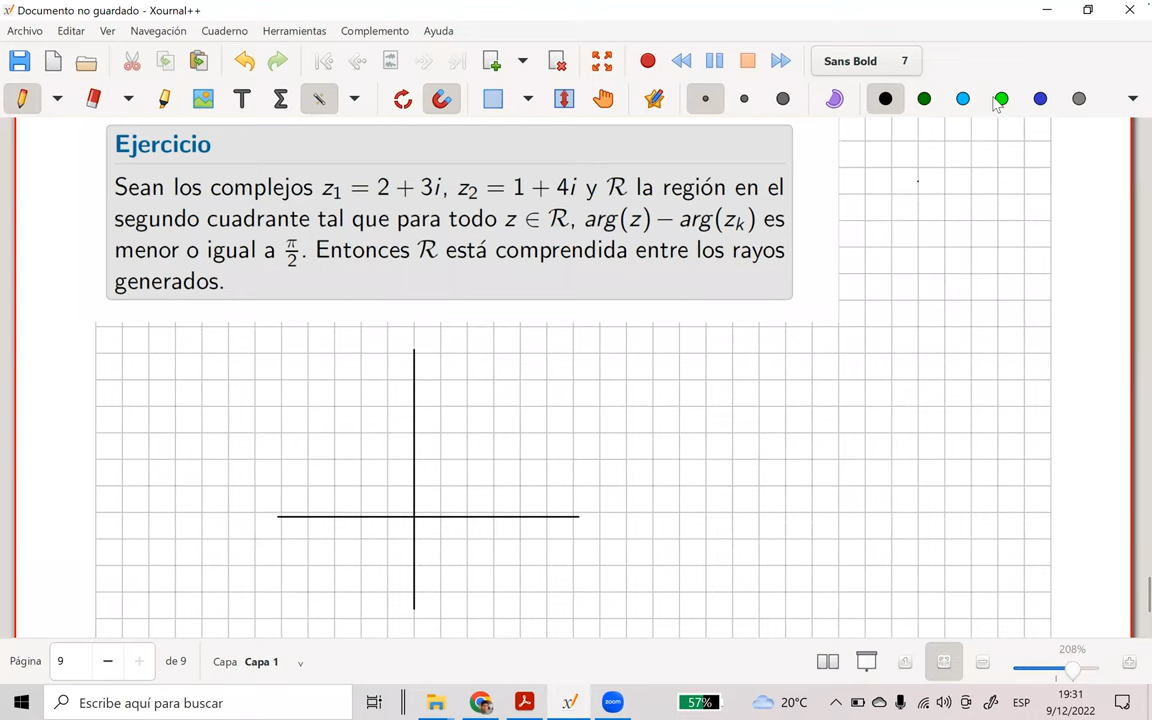 Documento no guardado - Xournal++
Archivo Editar Ver Navegación Cuaderno Herramientas Complemento Ayuda
Sans Bold 7
Ejercicio
Sean los complejos z₁ = 2 + 3i, z₂ = 1 + 4i y ℛ la región en el
segundo cuadrante tal que para todo z ∈ ℛ, arg(z) − arg(zₖ) es
menor o igual a π/2. Entonces ℛ está comprendida entre los rayos
generados.
Página 9 de 9 Capa Capa 1 208%
Escribe aquí para buscar zoom 57% 20°C ESP 19:31
9/12/2022